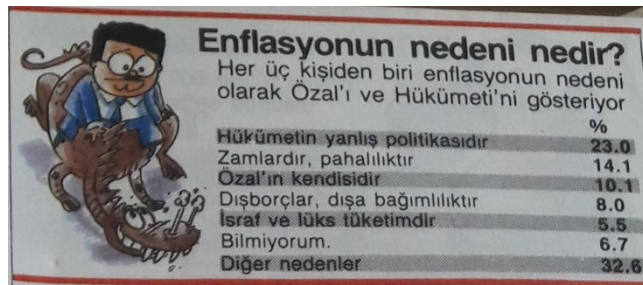 Enflasyonun nedeni nedir?
Her üç kişiden biri enflasyonun nedeni
olarak Özal'ı ve Hükümeti'ni gösteriyor
%
Hükümetin yanlış politikasıdır 23.0
Zamlardır, pahalılıktır 14.1
Özal'ın kendisidir 10.1
Dışborçlar, dışa bağımlılıktır 8.0
İsraf ve lüks tüketimdir 5.5
Bilmiyorum. 6.7
Diğer nedenler 32.6